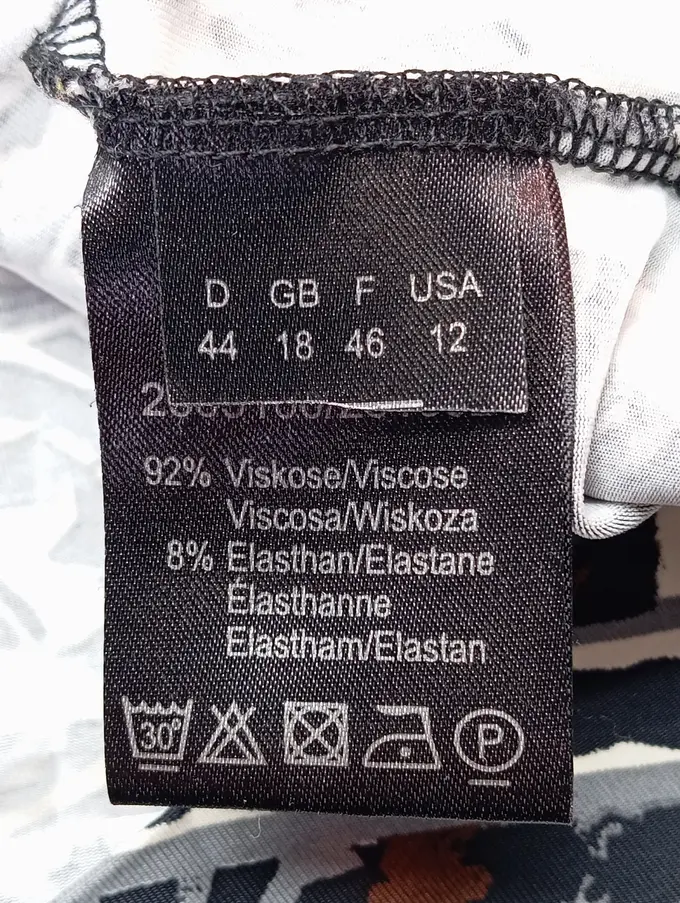 D GB F USA
44 18 46 12
92% Viskose/Viscose
Viscosa/Wiskoza
8% Elasthan/Elastane
Élasthanne
Elastham/Elastan
30° P